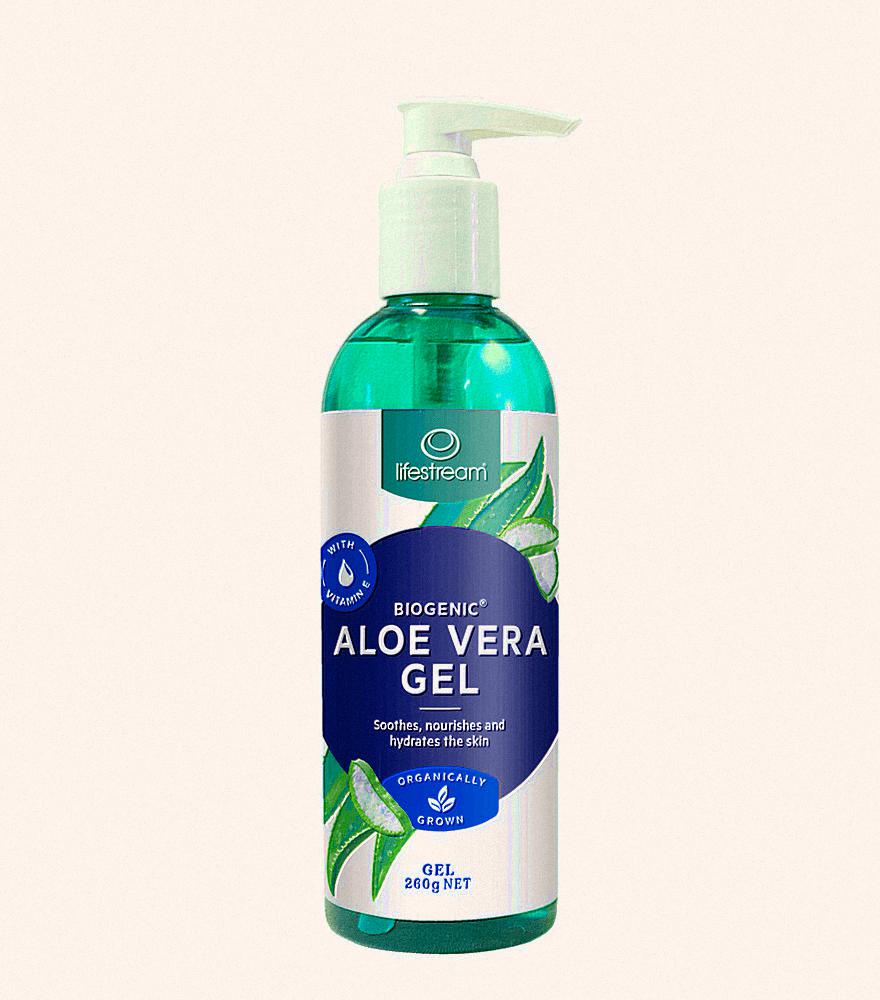 lifestream
WITH
VITAMIN E
BIOGENIC®
ALOE VERA
GEL
Soothes, nourishes and
hydrates the skin
ORGANICALLY
GROWN
GEL
260g NET